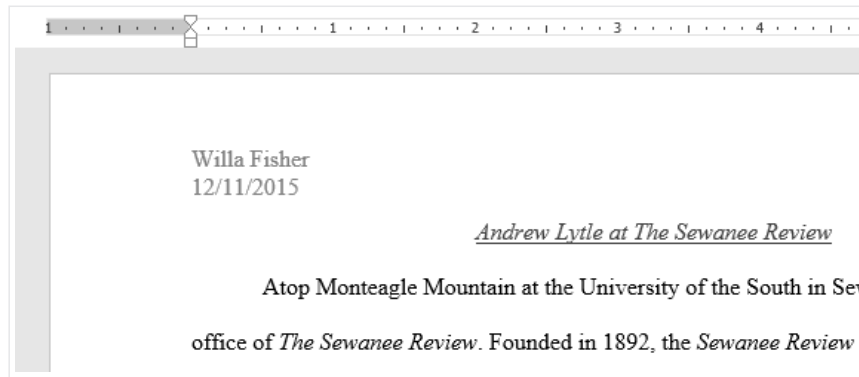 1 1 2 3 4
Willa Fisher
12/11/2015
Andrew Lytle at The Sewanee Review
Atop Monteagle Mountain at the University of the South in
office of The Sewanee Review. Founded in 1892, the Sewanee Review